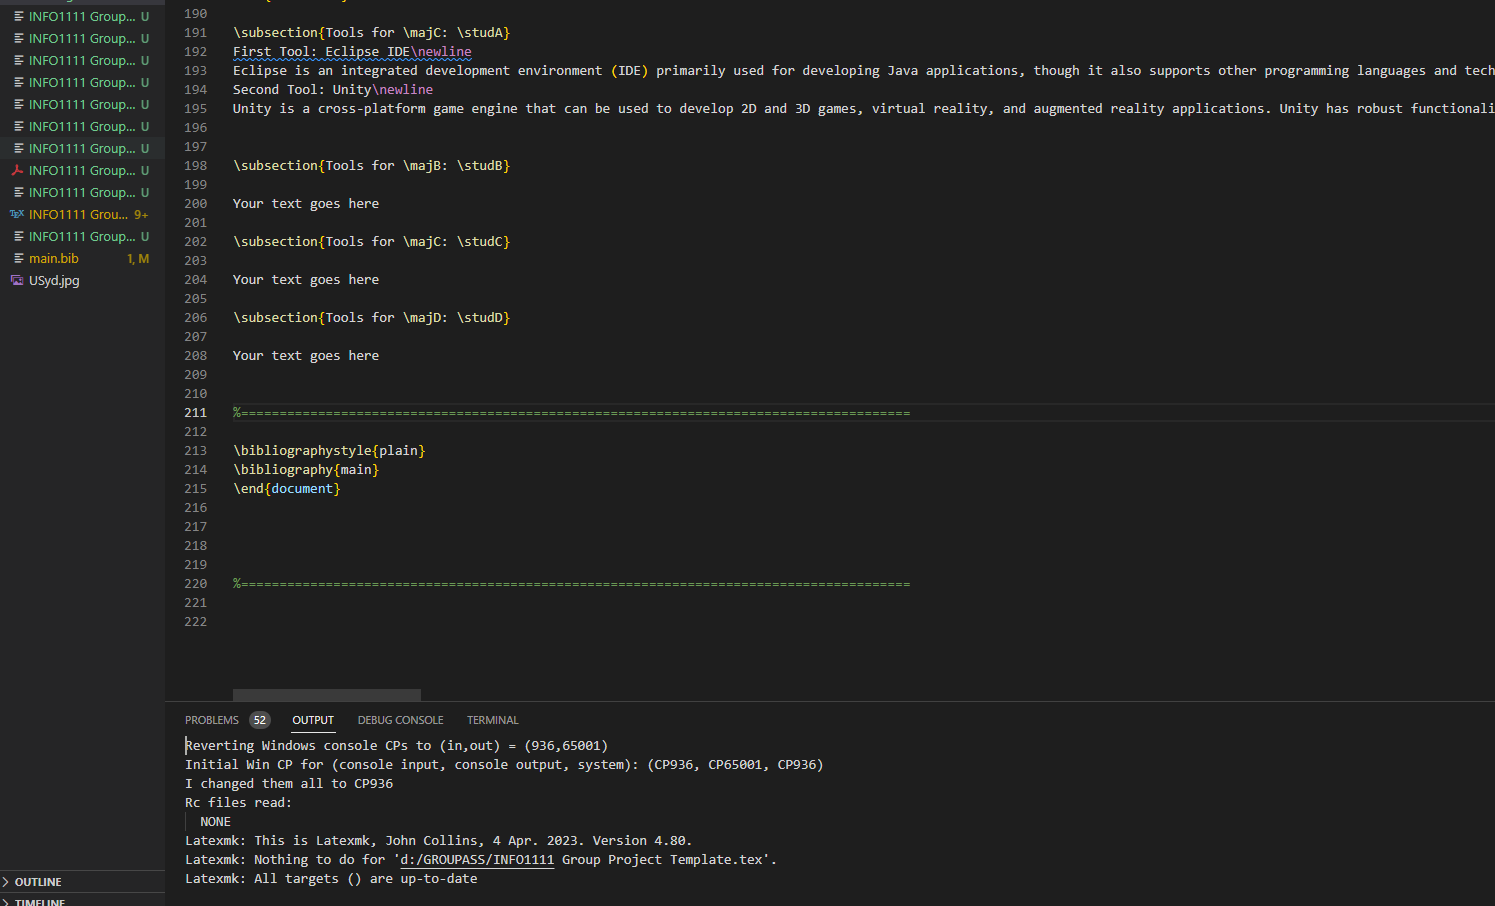 INFO1111 Group... U
INFO1111 Group... U
INFO1111 Group... U
INFO1111 Group... U
INFO1111 Group... U
INFO1111 Group... U
INFO1111 Group... U
INFO1111 Group... U
INFO1111 Group... U
TEX INFO1111 Grou... 9+
INFO1111 Group... U
main.bib 1, M
USyd.jpg
OUTLINE
TIMELINE
190
191 \subsection{Tools for \majC: \studA}
192 First Tool: Eclipse IDE\newline
193 Eclipse is an integrated development environment (IDE) primarily used for developing Java applications, though it also supports other programming languages and tech
194 Second Tool: Unity\newline
195 Unity is a cross-platform game engine that can be used to develop 2D and 3D games, virtual reality, and augmented reality applications. Unity has robust functionali
196
197
198 \subsection{Tools for \majB: \studB}
199
200 Your text goes here
201
202 \subsection{Tools for \majC: \studC}
203
204 Your text goes here
205
206 \subsection{Tools for \majD: \studD}
207
208 Your text goes here
209
210
211 %=======================================================================================
212
213 \bibliographystyle{plain}
214 \bibliography{main}
215 \end{document}
216
217
218
219
220 %=======================================================================================
221
222
PROBLEMS 52 OUTPUT DEBUG CONSOLE TERMINAL
Reverting Windows console CPs to (in,out) = (936,65001)
Initial Win CP for (console input, console output, system): (CP936, CP65001, CP936)
I changed them all to CP936
Rc files read:
NONE
Latexmk: This is Latexmk, John Collins, 4 Apr. 2023. Version 4.80.
Latexmk: Nothing to do for 'd:/GROUPASS/INFO1111 Group Project Template.tex'.
Latexmk: All targets () are up-to-date